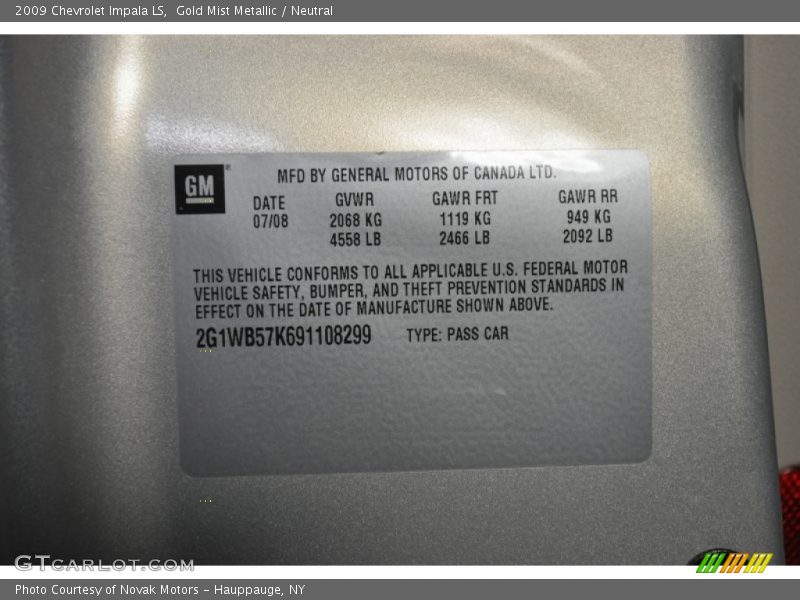 2009 Chevrolet Impala LS,  Gold Mist Metallic / Neutral
GM®
MFD BY GENERAL MOTORS OF CANADA LTD.
DATE GVWR GAWR FRT GAWR RR
07/08 2068 KG 1119 KG 949 KG
4558 LB 2466 LB 2092 LB
THIS VEHICLE CONFORMS TO ALL APPLICABLE U.S. FEDERAL MOTOR
VEHICLE SAFETY, BUMPER, AND THEFT PREVENTION STANDARDS IN
EFFECT ON THE DATE OF MANUFACTURE SHOWN ABOVE.
2G1WB57K691108299 TYPE: PASS CAR
GTCARLOT.COM
Photo Courtesy of Novak Motors - Hauppauge, NY